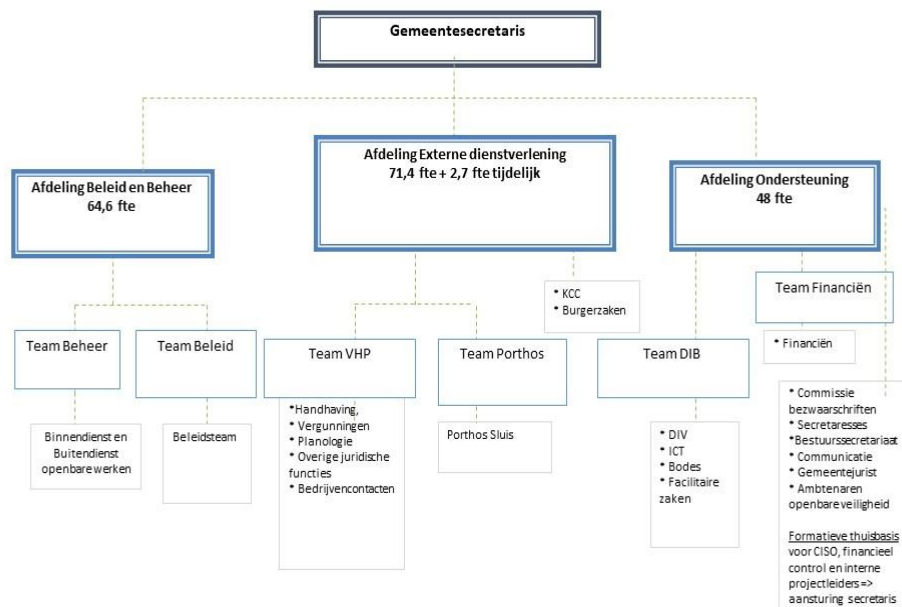 Gemeentesecretaris
Afdeling Beleid en Beheer
64,6 fte
Afdeling Externe dienstverlening
71,4 fte + 2,7 fte tijdelijk
Afdeling Ondersteuning
48 fte
* KCC
* Burgerzaken
Team Financiën
* Financiën
Team Beheer
Team Beleid
Team VHP
Team Porthos
Team DIB
Binnendienst en
Buitendienst
openbare werken
Beleidsteam
*Handhaving,
* Vergunningen
* Planologie
* Overige juridische
functies
* Bedrijvencontacten
Porthos Sluis
* DIV
* ICT
* Bodes
* Facilitaire
zaken
* Commissie
bezwaarschriften
* Secretaresses
*Bestuurssecretariaat
* Communicatie
* Gemeentejurist
* Ambtenaren
openbare veiligheid
Formatieve thuisbasis
voor CISO, financieel
control en interne
projectleiders =>
aansturing secretaris